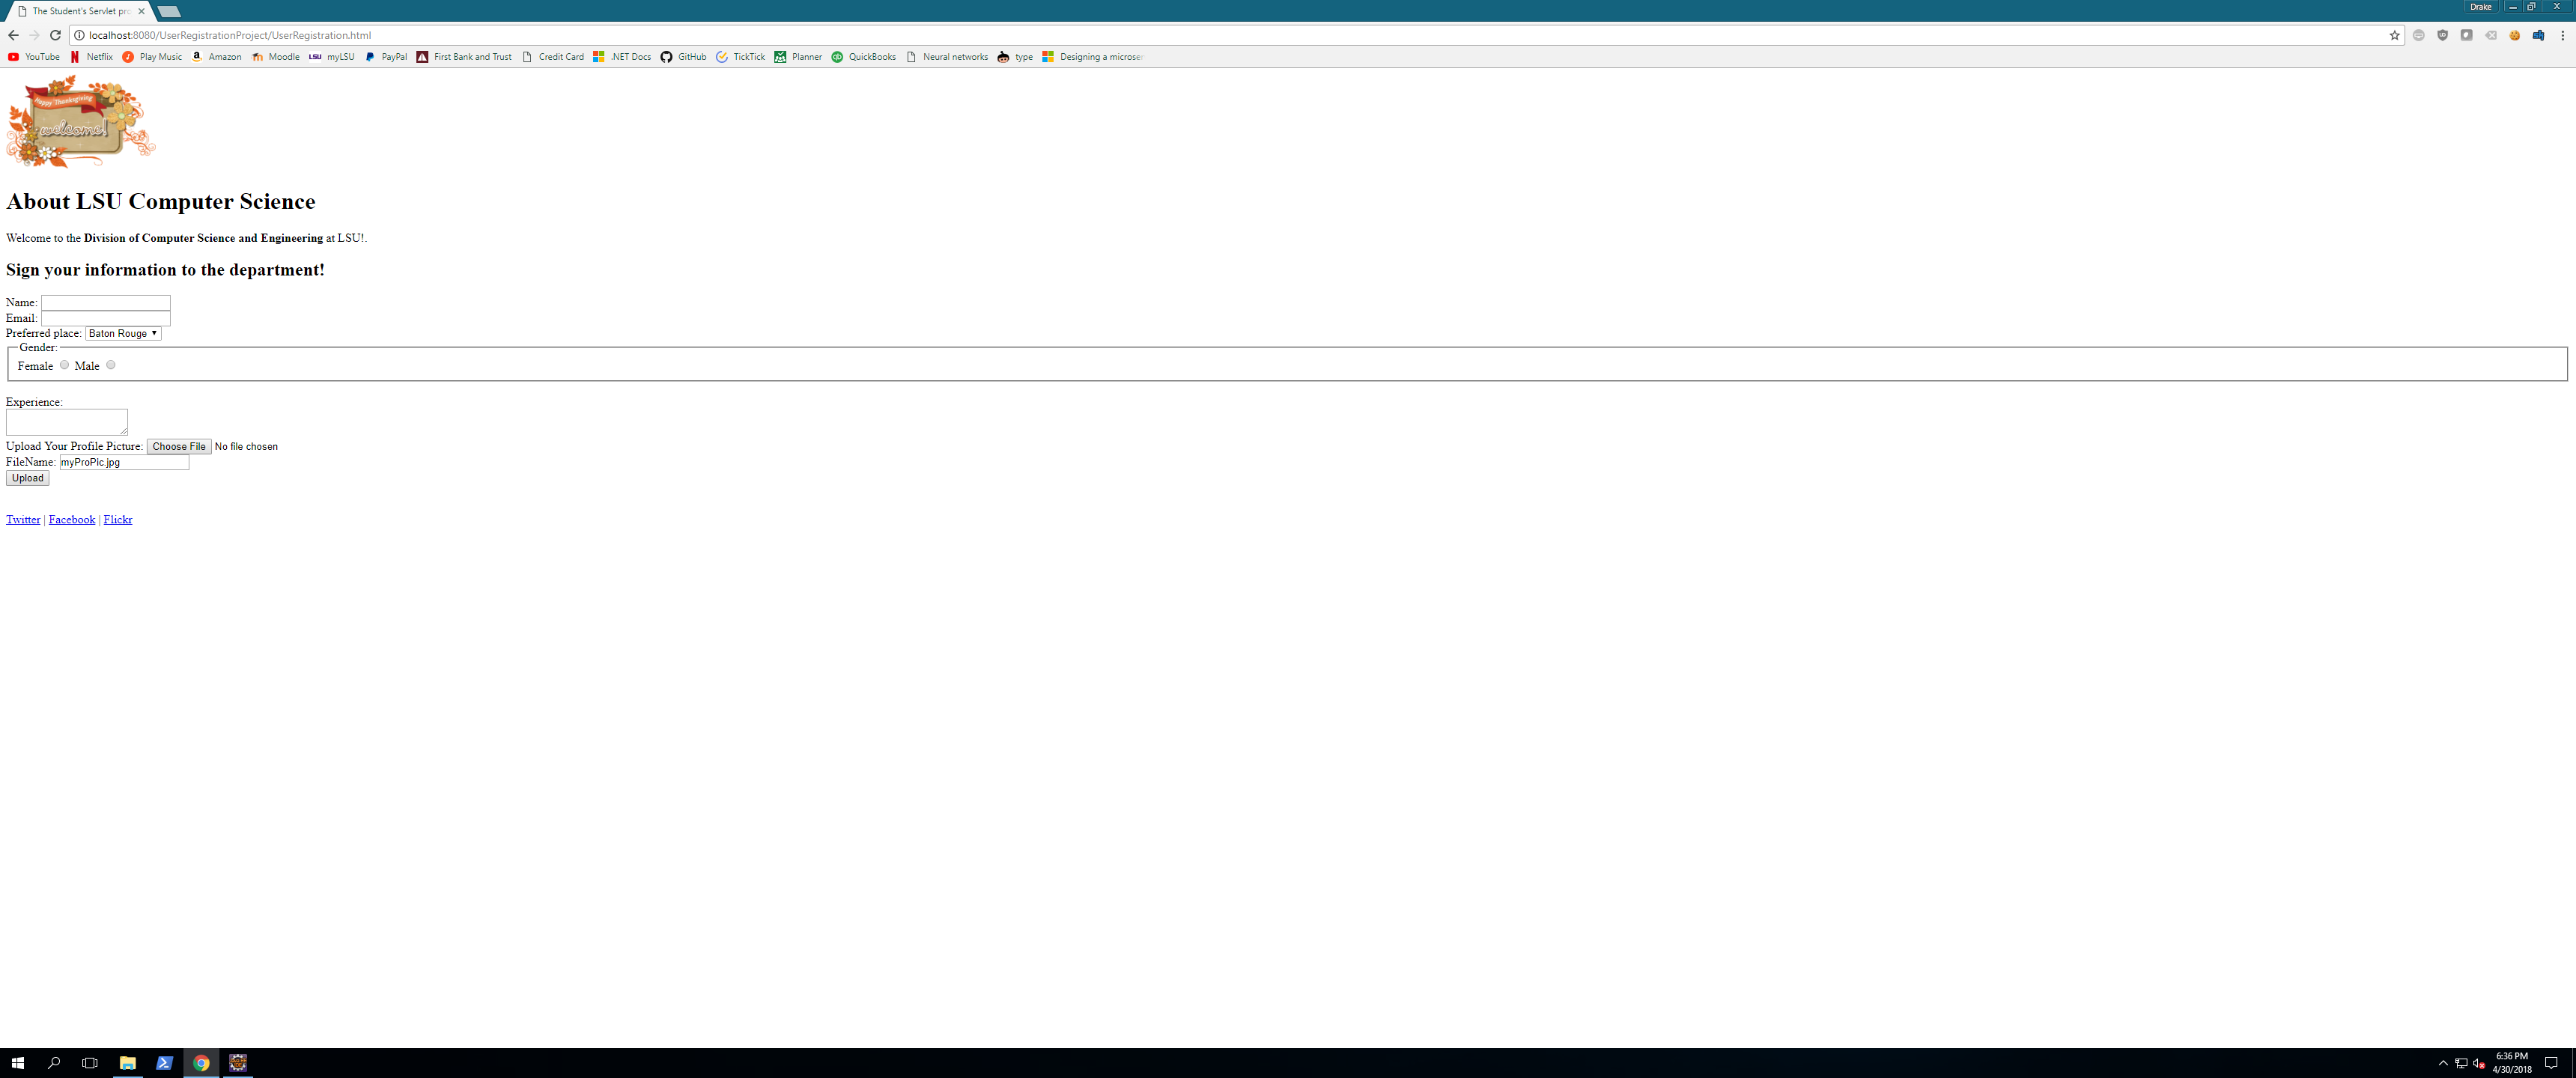 The Student's Servlet pro
Drake
localhost:8080/UserRegistrationProject/UserRegistration.html
YouTube Netflix Play Music Amazon Moodle LSU myLSU PayPal First Bank and Trust Credit Card .NET Docs GitHub TickTick Planner QuickBooks Neural networks type Designing a microser
Happy Thanksgiving
welcome!
About LSU Computer Science
Welcome to the Division of Computer Science and Engineering at LSU!.
Sign your information to the department!
Name:
Email:
Preferred place: Baton Rouge
Gender:
Female Male
Experience:
Upload Your Profile Picture: Choose File No file chosen
FileName: myProPic.jpg
Upload
Twitter | Facebook | Flickr
6:36 PM
4/30/2018